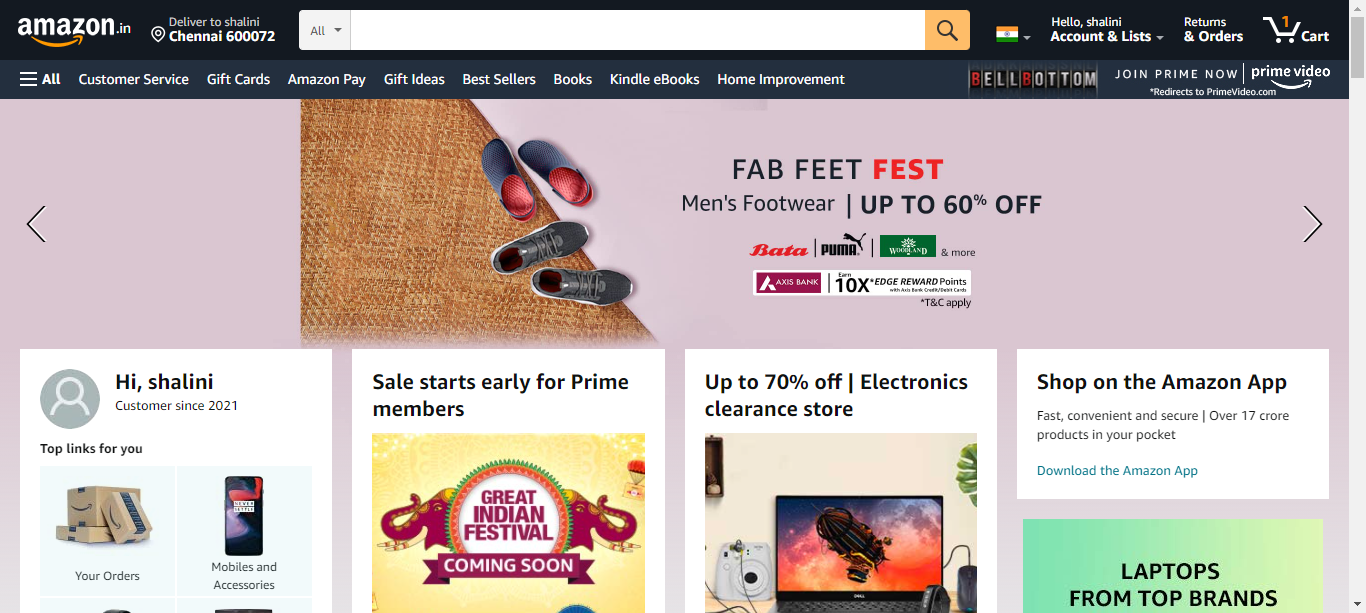 amazon.in
Deliver to shalini
Chennai 600072
All
Hello, shalini
Account & Lists
Returns
& Orders
1
Cart
All
Customer Service
Gift Cards
Amazon Pay
Gift Ideas
Best Sellers
Books
Kindle eBooks
Home Improvement
BELLBOTTOM
JOIN PRIME NOW
prime video
*Redirects to PrimeVideo.com
FAB FEET FEST
Men's Footwear | UP TO 60% OFF
Bata | PUMA | WOODLAND & more
AXIS BANK
Earn
10X *EDGE REWARD Points
with Axis Bank Credit/Debit Cards
*T&C apply
Hi, shalini
Customer since 2021
Top links for you
Your Orders
NEVER
SETTLE
Mobiles and
Accessories
Sale starts early for Prime
members
GREAT
INDIAN
FESTIVAL
COMING SOON
Up to 70% off | Electronics
clearance store
DELL
Shop on the Amazon App
Fast, convenient and secure | Over 17 crore
products in your pocket
Download the Amazon App
LAPTOPS
FROM TOP BRANDS